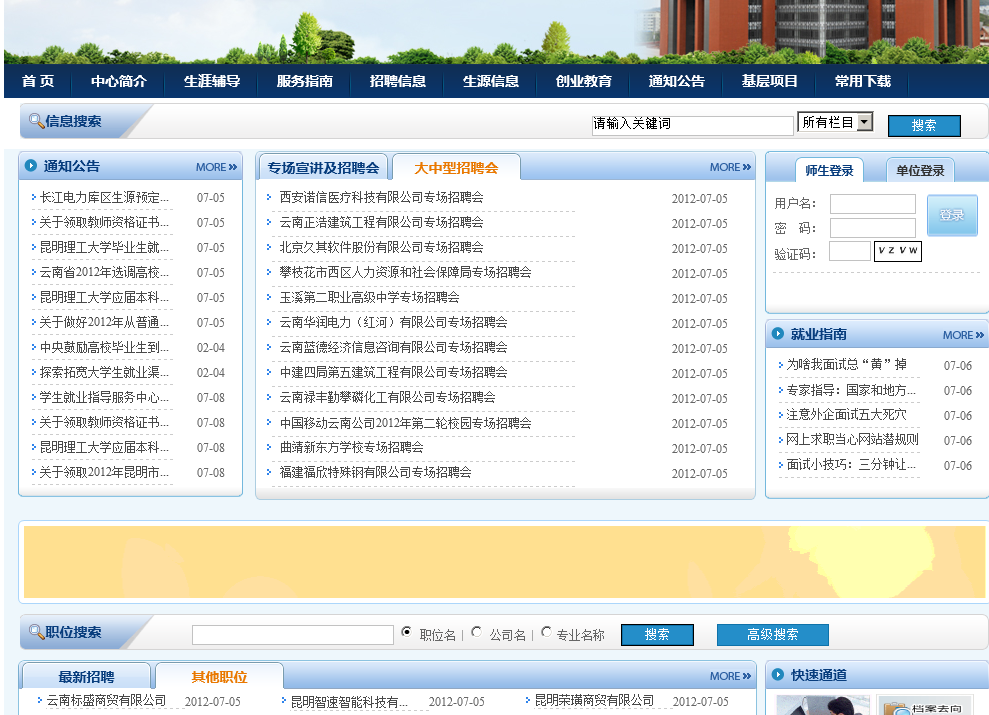 首 页 中心简介 生涯辅导 服务指南 招聘信息 生源信息 创业教育 通知公告 基层项目 常用下载
信息搜索 请输入关键词 所有栏目 搜索
通知公告 MORE
长江电力库区生源预定... 07-05
关于领取教师资格证书... 07-05
昆明理工大学毕业生就... 07-05
云南省2012年选调高校... 07-05
昆明理工大学应届本科... 07-05
关于做好2012年从普通... 07-05
中央鼓励高校毕业生到... 02-04
探索拓宽大学生就业渠... 02-04
学生就业指导服务中心... 07-08
关于领取教师资格证书... 07-08
昆明理工大学应届本科... 07-08
关于领取2012年昆明市... 07-08
专场宣讲及招聘会 大中型招聘会 MORE
西安诺信医疗科技有限公司专场招聘会 2012-07-05
云南正浩建筑工程有限公司专场招聘会 2012-07-05
北京久其软件股份有限公司专场招聘会 2012-07-05
攀枝花市西区人力资源和社会保障局专场招聘会 2012-07-05
玉溪第二职业高级中学专场招聘会 2012-07-05
云南华润电力（红河）有限公司专场招聘会 2012-07-05
云南蓝德经济信息咨询有限公司专场招聘会 2012-07-05
中建四局第五建筑工程有限公司专场招聘会 2012-07-05
云南禄丰勤攀磷化工有限公司专场招聘会 2012-07-05
中国移动云南公司2012年第二轮校园专场招聘会 2012-07-05
曲靖新东方学校专场招聘会 2012-07-05
福建福欣特殊钢有限公司专场招聘会 2012-07-05
师生登录 单位登录
用户名：
密 码： 登录
验证码： V Z V W
就业指南 MORE
为啥我面试总“黄”掉 07-06
专家指导：国家和地方... 07-06
注意外企面试五大死穴 07-06
网上求职当心网站潜规则 07-06
面试小技巧：三分钟让... 07-06
职位搜索 职位名 | 公司名 | 专业名称 搜索 高级搜索
最新招聘 其他职位 MORE
云南标盛商贸有限公司 2012-07-05 昆明智速智能科技有... 2012-07-05 昆明荣璜商贸有限公司 2012-07-05
快速通道
档案去向